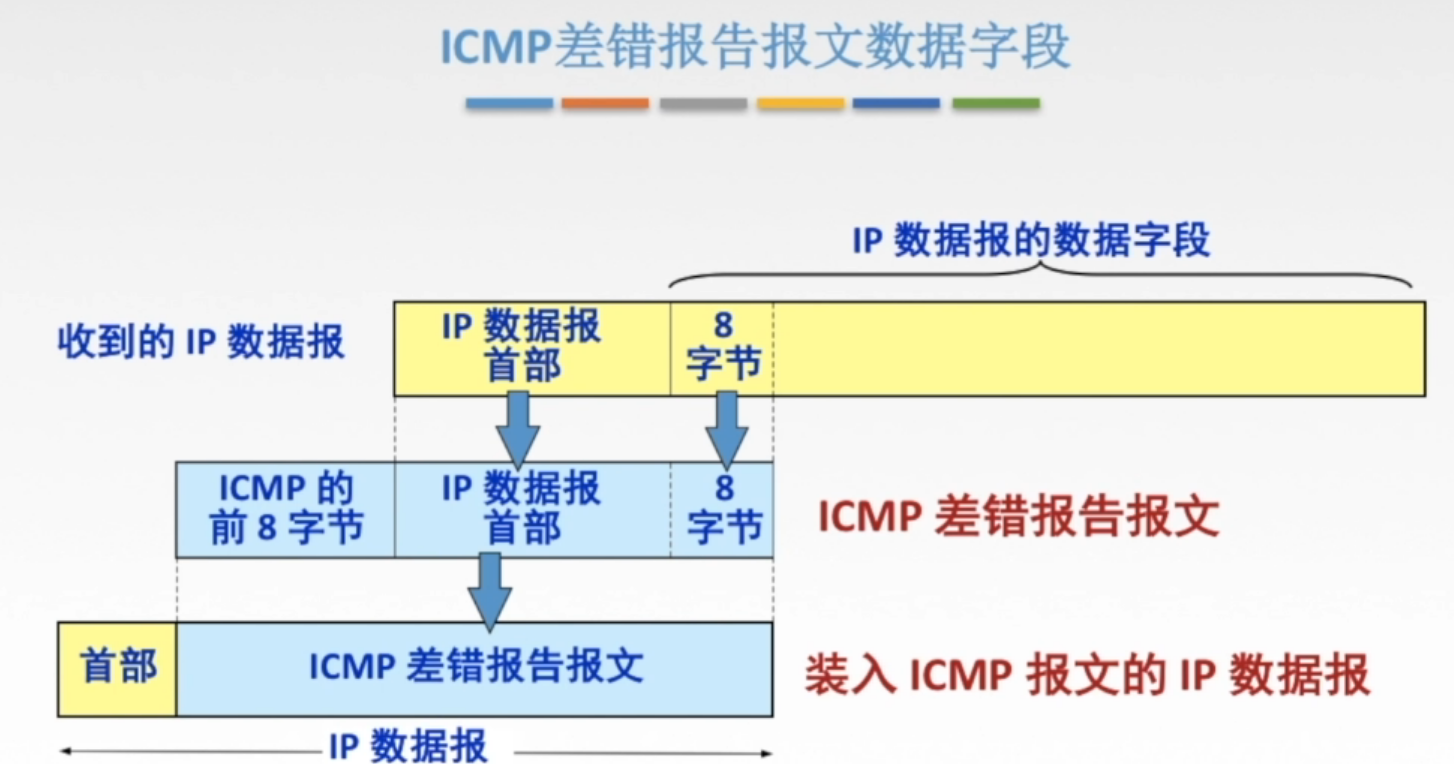 ICMP差错报告报文数据字段
IP 数据报的数据字段
收到的 IP 数据报
IP 数据报
首部
8
字节
ICMP 的
前 8 字节
IP 数据报
首部
8
字节
ICMP 差错报告报文
首部
ICMP 差错报告报文
装入 ICMP 报文的 IP 数据报
IP 数据报